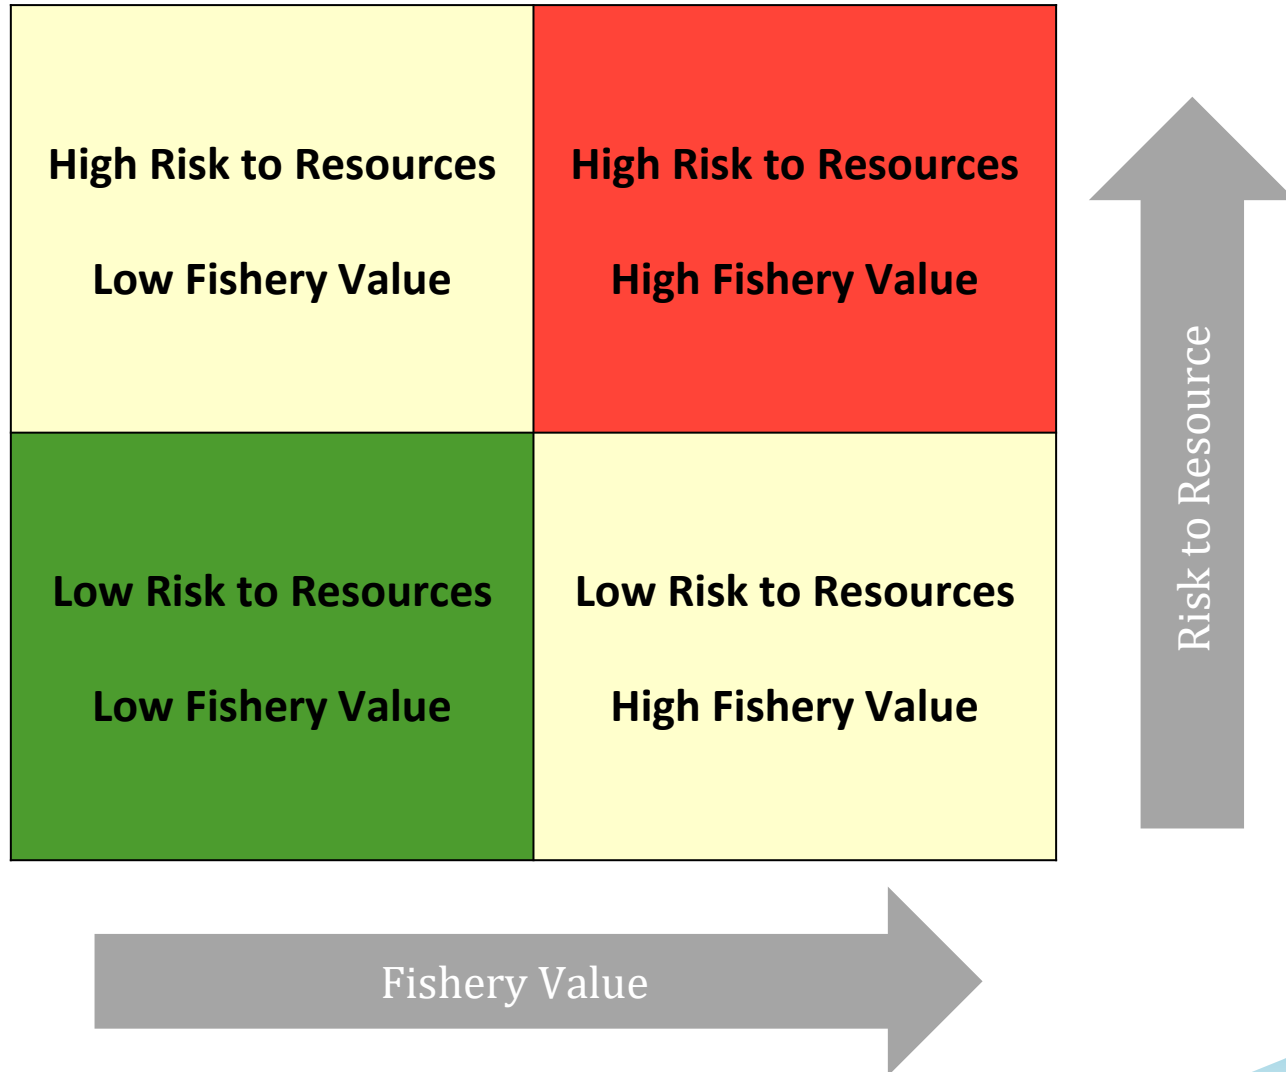 High Risk to Resources
Low Fishery Value
High Risk to Resources
High Fishery Value
Risk to Resource
Low Risk to Resources
Low Fishery Value
Low Risk to Resources
High Fishery Value
Fishery Value